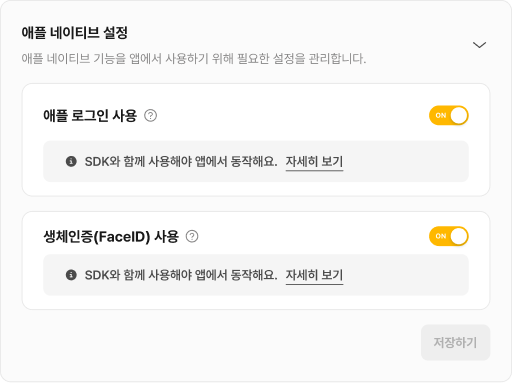 애플 네이티브 설정
애플 네이티브 기능을 앱에서 사용하기 위해 필요한 설정을 관리합니다.
애플 로그인 사용 ?
ON
SDK와 함께 사용해야 앱에서 동작해요. 자세히 보기
생체인증(FaceID) 사용 ?
ON
SDK와 함께 사용해야 앱에서 동작해요. 자세히 보기
저장하기